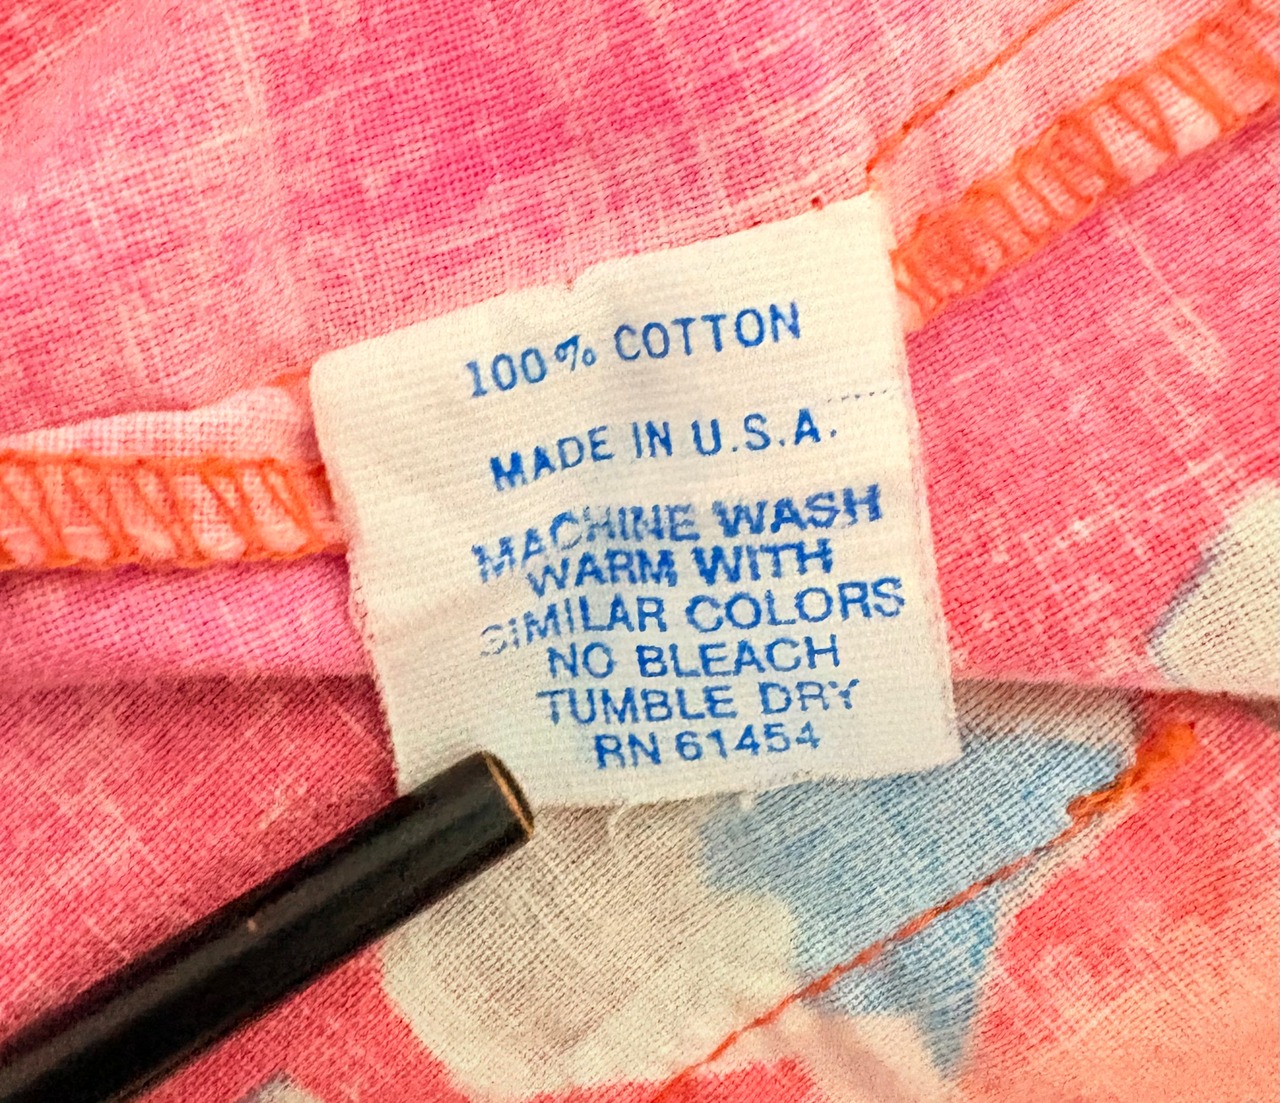 100% COTTON
MADE IN U.S.A.
MACHINE WASH
WARM WITH
SIMILAR COLORS
NO BLEACH
TUMBLE DRY
RN 61454